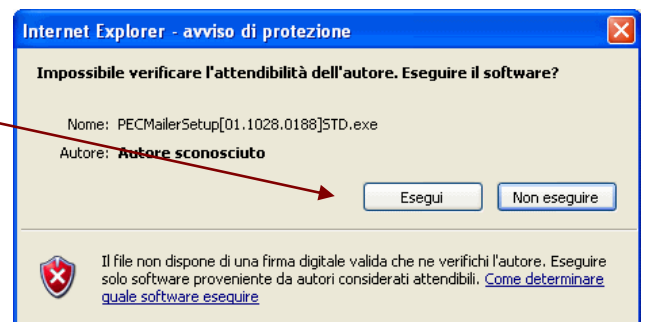 Internet Explorer - avviso di protezione
Impossibile verificare l'attendibilità dell'autore. Eseguire il software?
Nome: PECMailerSetup[01.1028.0188]STD.exe
Autore: Autore sconosciuto
Esegui Non eseguire
Il file non dispone di una firma digitale valida che ne verifichi l'autore. Eseguire
solo software proveniente da autori considerati attendibili. Come determinare
quale software eseguire